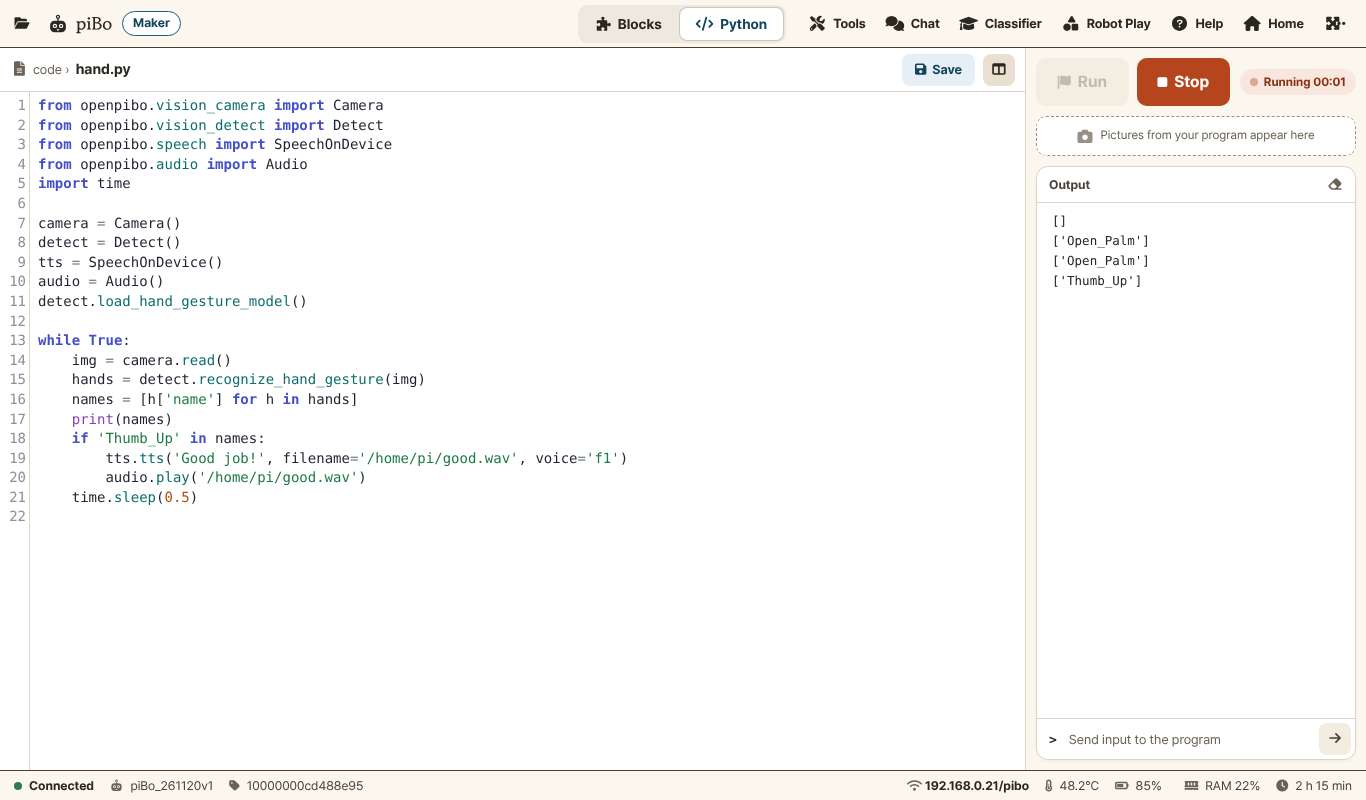 piBo Maker Blocks Python Tools Chat Classifier Robot Play Help Home
code › hand.py Save
Run Stop Running 00:01
Pictures from your program appear here
1 from openpibo.vision_camera import Camera
2 from openpibo.vision_detect import Detect
3 from openpibo.speech import SpeechOnDevice
4 from openpibo.audio import Audio
5 import time
6
7 camera = Camera()
8 detect = Detect()
9 tts = SpeechOnDevice()
10 audio = Audio()
11 detect.load_hand_gesture_model()
12
13 while True:
14     img = camera.read()
15     hands = detect.recognize_hand_gesture(img)
16     names = [h['name'] for h in hands]
17     print(names)
18     if 'Thumb_Up' in names:
19         tts.tts('Good job!', filename='/home/pi/good.wav', voice='f1')
20         audio.play('/home/pi/good.wav')
21     time.sleep(0.5)
22
Output
[]
['Open_Palm']
['Open_Palm']
['Thumb_Up']
> Send input to the program
Connected piBo_261120v1 10000000cd488e95 192.168.0.21/pibo 48.2°C 85% RAM 22% 2 h 15 min